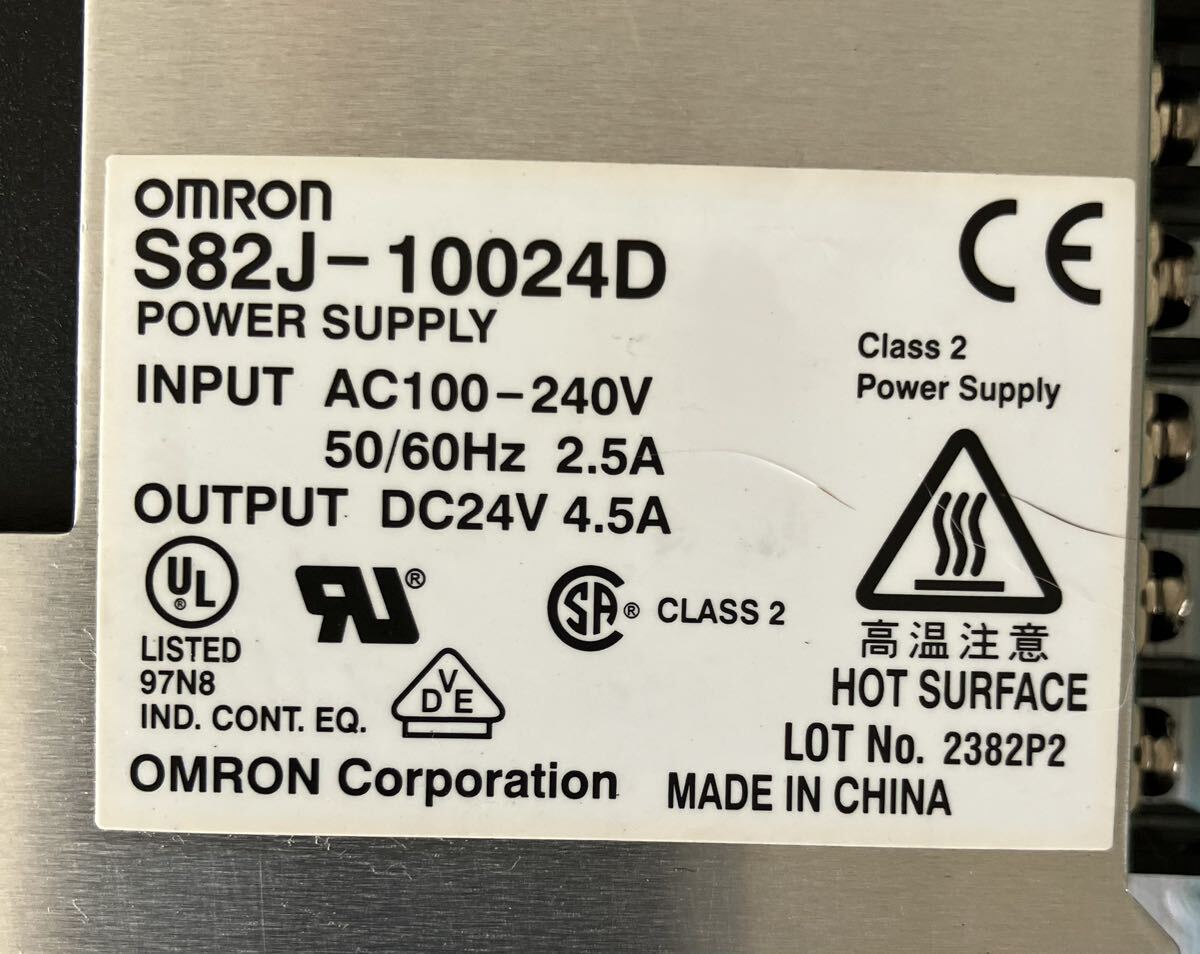 OMRON
S82J-10024D
POWER SUPPLY
INPUT AC100-240V
50/60Hz 2.5A
OUTPUT DC24V 4.5A
CE
Class 2
Power Supply
UL®
LISTED
97N8
IND. CONT. EQ.
RU®
VDE
SA® CLASS 2
高温注意
HOT SURFACE
LOT No. 2382P2
OMRON Corporation
MADE IN CHINA